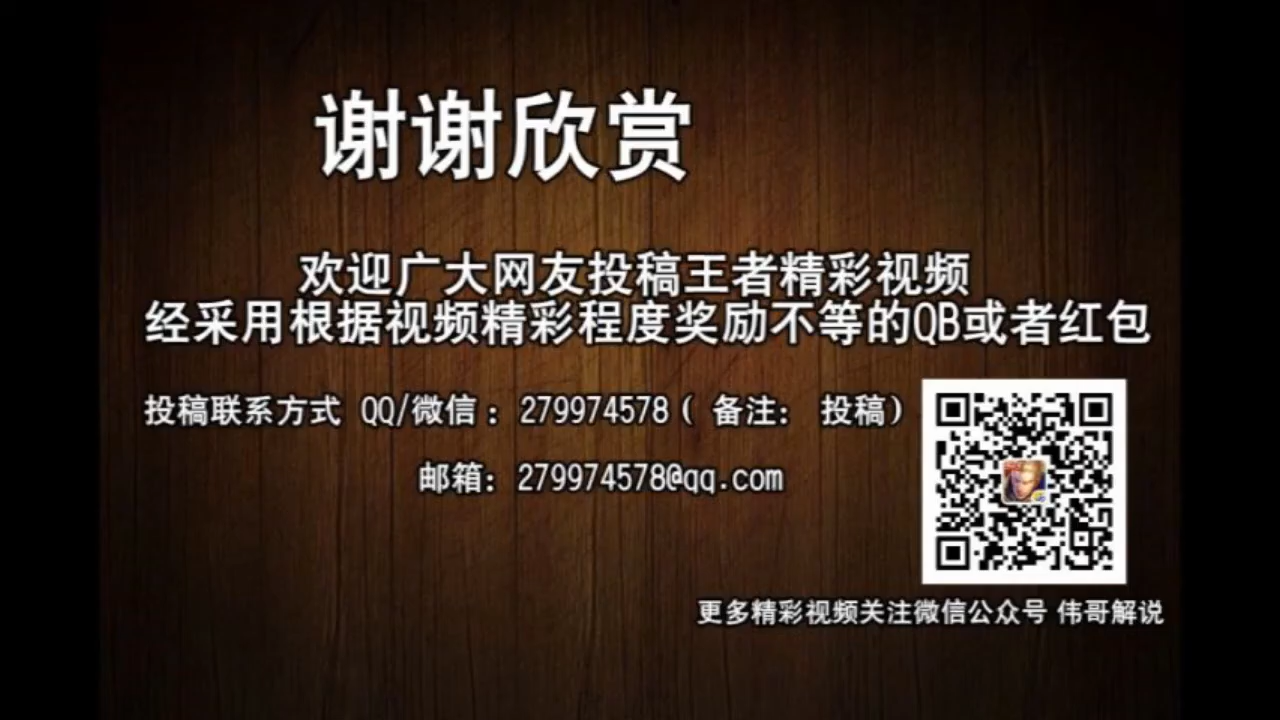 谢谢欣赏
欢迎广大网友投稿王者精彩视频
经采用根据视频精彩程度奖励不等的QB或者红包
投稿联系方式 QQ/微信：279974578（备注：投稿）
邮箱：279974578@qq.com
更多精彩视频关注微信公众号 伟哥解说